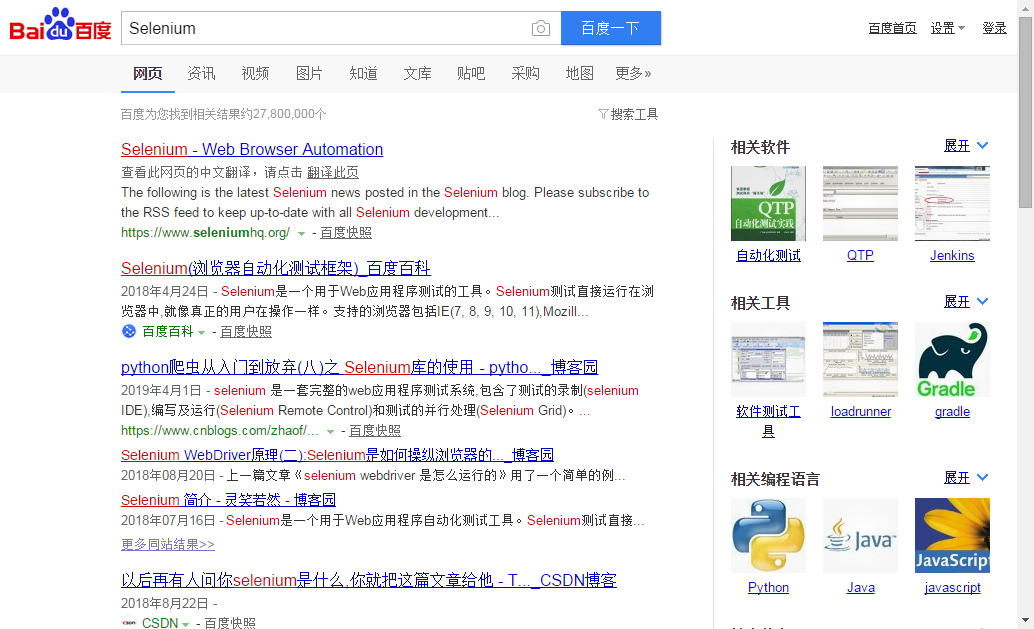 Bai du 百度
Selenium
百度一下
百度首页 设置 登录
网页 资讯 视频 图片 知道 文库 贴吧 采购 地图 更多»
百度为您找到相关结果约27,800,000个
搜索工具
Selenium - Web Browser Automation
查看此网页的中文翻译，请点击 翻译此页
The following is the latest Selenium news posted in the Selenium blog. Please subscribe to
the RSS feed to keep up-to-date with all Selenium development...
https://www.seleniumhq.org/ - 百度快照
Selenium(浏览器自动化测试框架)_百度百科
2018年4月24日 - Selenium是一个用于Web应用程序测试的工具。Selenium测试直接运行在浏
览器中,就像真正的用户在操作一样。支持的浏览器包括IE(7, 8, 9, 10, 11),Mozill...
百度百科 - 百度快照
python爬虫从入门到放弃(八)之 Selenium库的使用 - pytho..._博客园
2019年4月1日 - selenium 是一套完整的web应用程序测试系统,包含了测试的录制(selenium
IDE),编写及运行(Selenium Remote Control)和测试的并行处理(Selenium Grid)。...
https://www.cnblogs.com/zhaof/... - 百度快照
Selenium WebDriver原理(二):Selenium是如何操纵浏览器的..._博客园
2018年08月20日 - 上一篇文章《selenium webdriver 是怎么运行的》用了一个简单的例...
Selenium 简介 - 灵笑若然 - 博客园
2018年07月16日 - Selenium是一个用于Web应用程序自动化测试工具。Selenium测试直接...
更多同站结果>>
以后再有人问你selenium是什么,你就把这篇文章给他 - T..._CSDN博客
2018年8月22日 -
CSDN CSDN - 百度快照
相关软件 展开
QTP
自动化测试实践
自动化测试 QTP Jenkins
相关工具 展开
Gradle
软件测试工 loadrunner gradle
具
相关编程语言 展开
Java
JavaScript
Python Java javascript